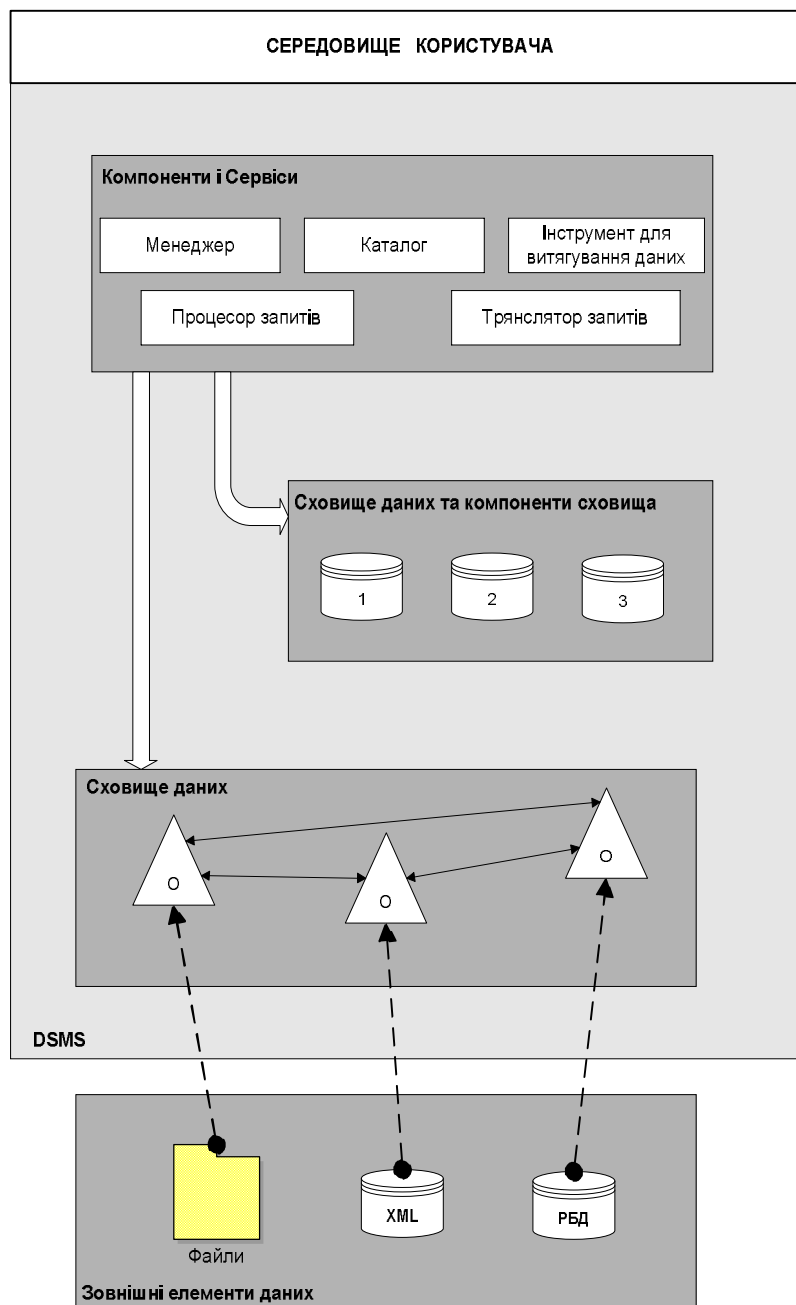 СЕРЕДОВИЩЕ КОРИСТУВАЧА
Компоненти і Сервіси
Менеджер
Каталог
Інструмент для
витягування даних
Процесор запитів
Трянслятор запитів
Сховище даних та компоненти сховища
1
2
3
Сховище даних
О
О
О
DSMS
XML
РБД
Файли
Зовнішні елементи даних